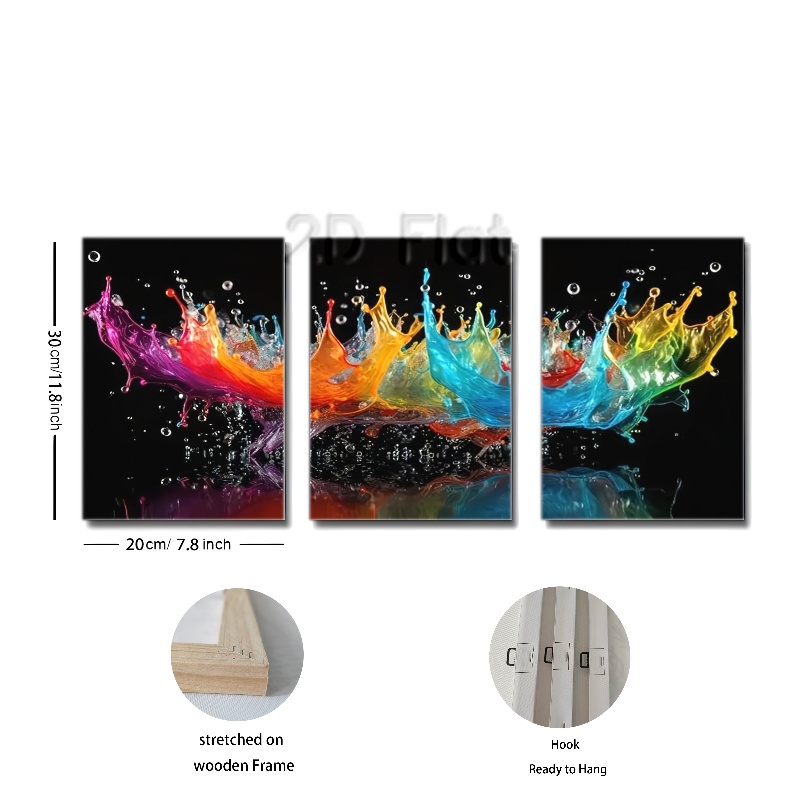 2D Flat
30cm/11.8inch
20cm/ 7.8 inch
stretched on
wooden Frame
Hook
Ready to Hang